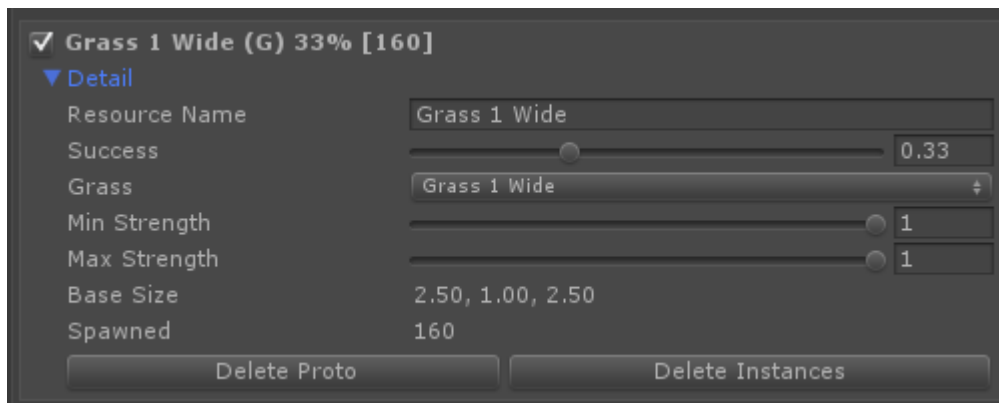 Grass 1 Wide (G) 33% [160]
Detail
Resource Name Grass 1 Wide
Success 0.33
Grass Grass 1 Wide
Min Strength 1
Max Strength 1
Base Size 2.50, 1.00, 2.50
Spawned 160
Delete Proto Delete Instances